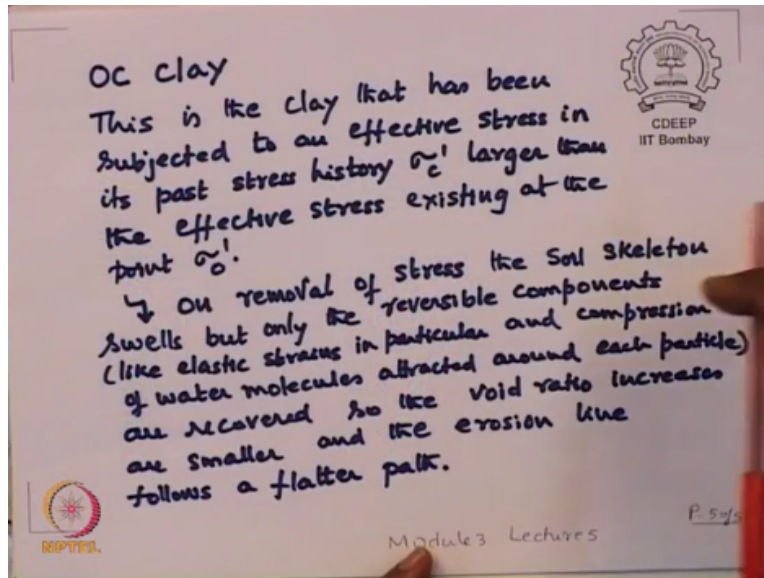 OC Clay
This is the clay that has been
subjected to an effective stress in
its past stress history σc' larger than
the effective stress existing at the
point σo'.
↳ on removal of stress the Soil skeleton
swells but only the reversible components
(like elastic strains in particular and compression
of water molecules attracted around each particle)
are recovered so the void ratio increases
are smaller and the erosion line
follows a flatter path.
CDEEP
IIT Bombay
NPTEL
Module 3 Lecture 5
P. 5 of 5